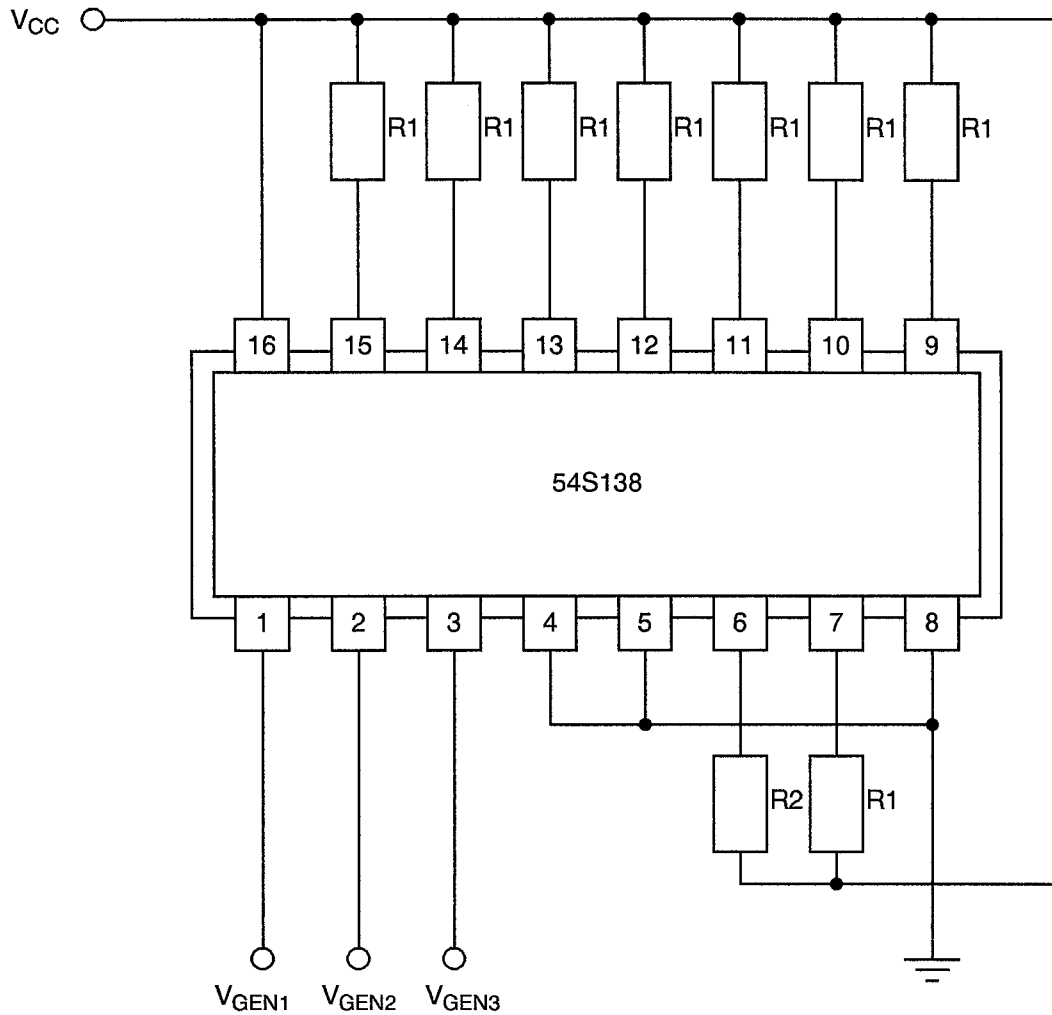 VCC
R1 R1 R1 R1 R1 R1 R1
16 15 14 13 12 11 10 9
54S138
1 2 3 4 5 6 7 8
R2 R1
VGEN1 VGEN2 VGEN3